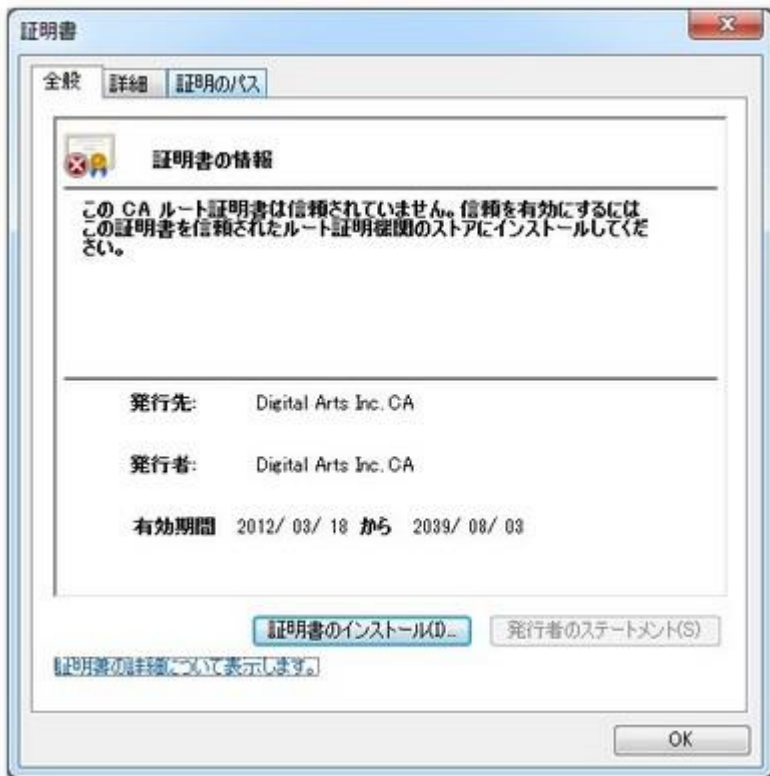 証明書
全般 詳細 証明のパス
証明書の情報
この CA ルート証明書は信頼されていません。信頼を有効にするには
この証明書を信頼されたルート証明機関のストアにインストールしてくだ
さい。
発行先: Digital Arts Inc. CA
発行者: Digital Arts Inc. CA
有効期間 2012/ 03/ 18 から 2039/ 08/ 03
証明書のインストール(I)... 発行者のステートメント(S)
証明書の詳細について表示します。
OK